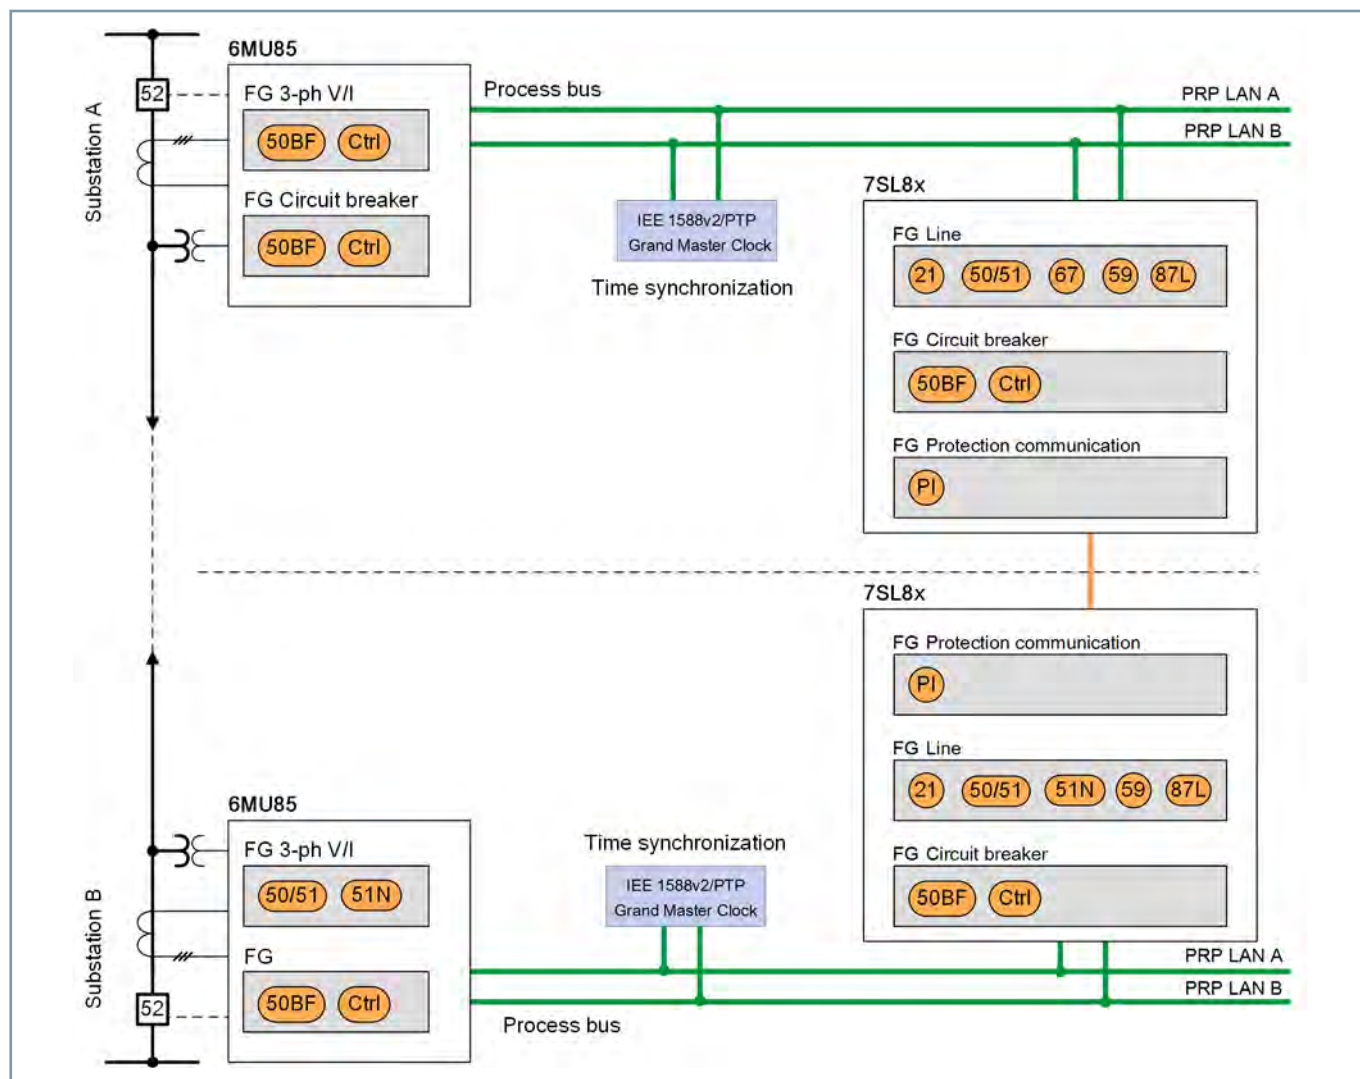 Substation A
52
6MU85
FG 3-ph V/I
50BF Ctrl
FG Circuit breaker
50BF Ctrl
Process bus
PRP LAN A
PRP LAN B
IEE 1588v2/PTP
Grand Master Clock
Time synchronization
7SL8x
FG Line
21 50/51 67 59 87L
FG Circuit breaker
50BF Ctrl
FG Protection communication
PI
7SL8x
FG Protection communication
PI
FG Line
21 50/51 51N 59 87L
FG Circuit breaker
50BF Ctrl
Substation B
52
6MU85
FG 3-ph V/I
50/51 51N
FG
50BF Ctrl
Time synchronization
IEE 1588v2/PTP
Grand Master Clock
PRP LAN A
PRP LAN B
Process bus